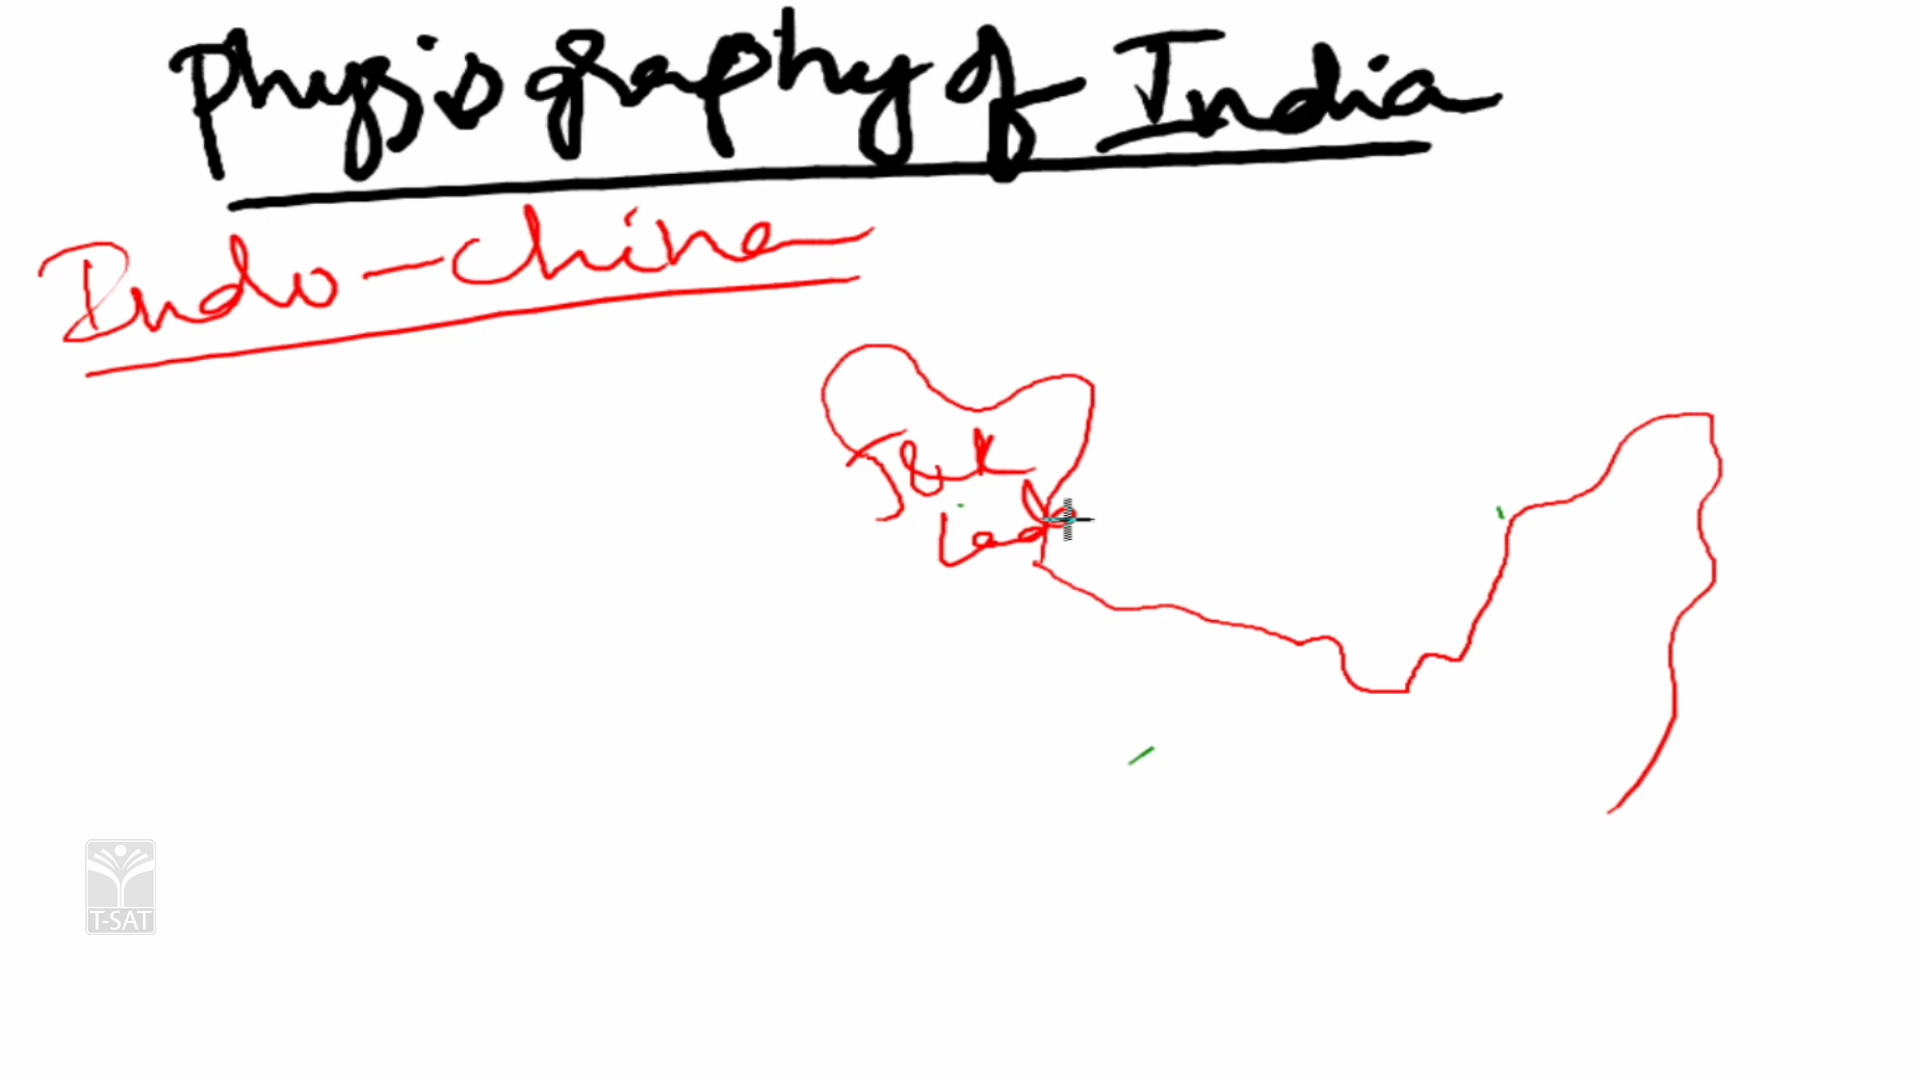 Physiography of India
Indo-China
J&K
Lad
T-SAT